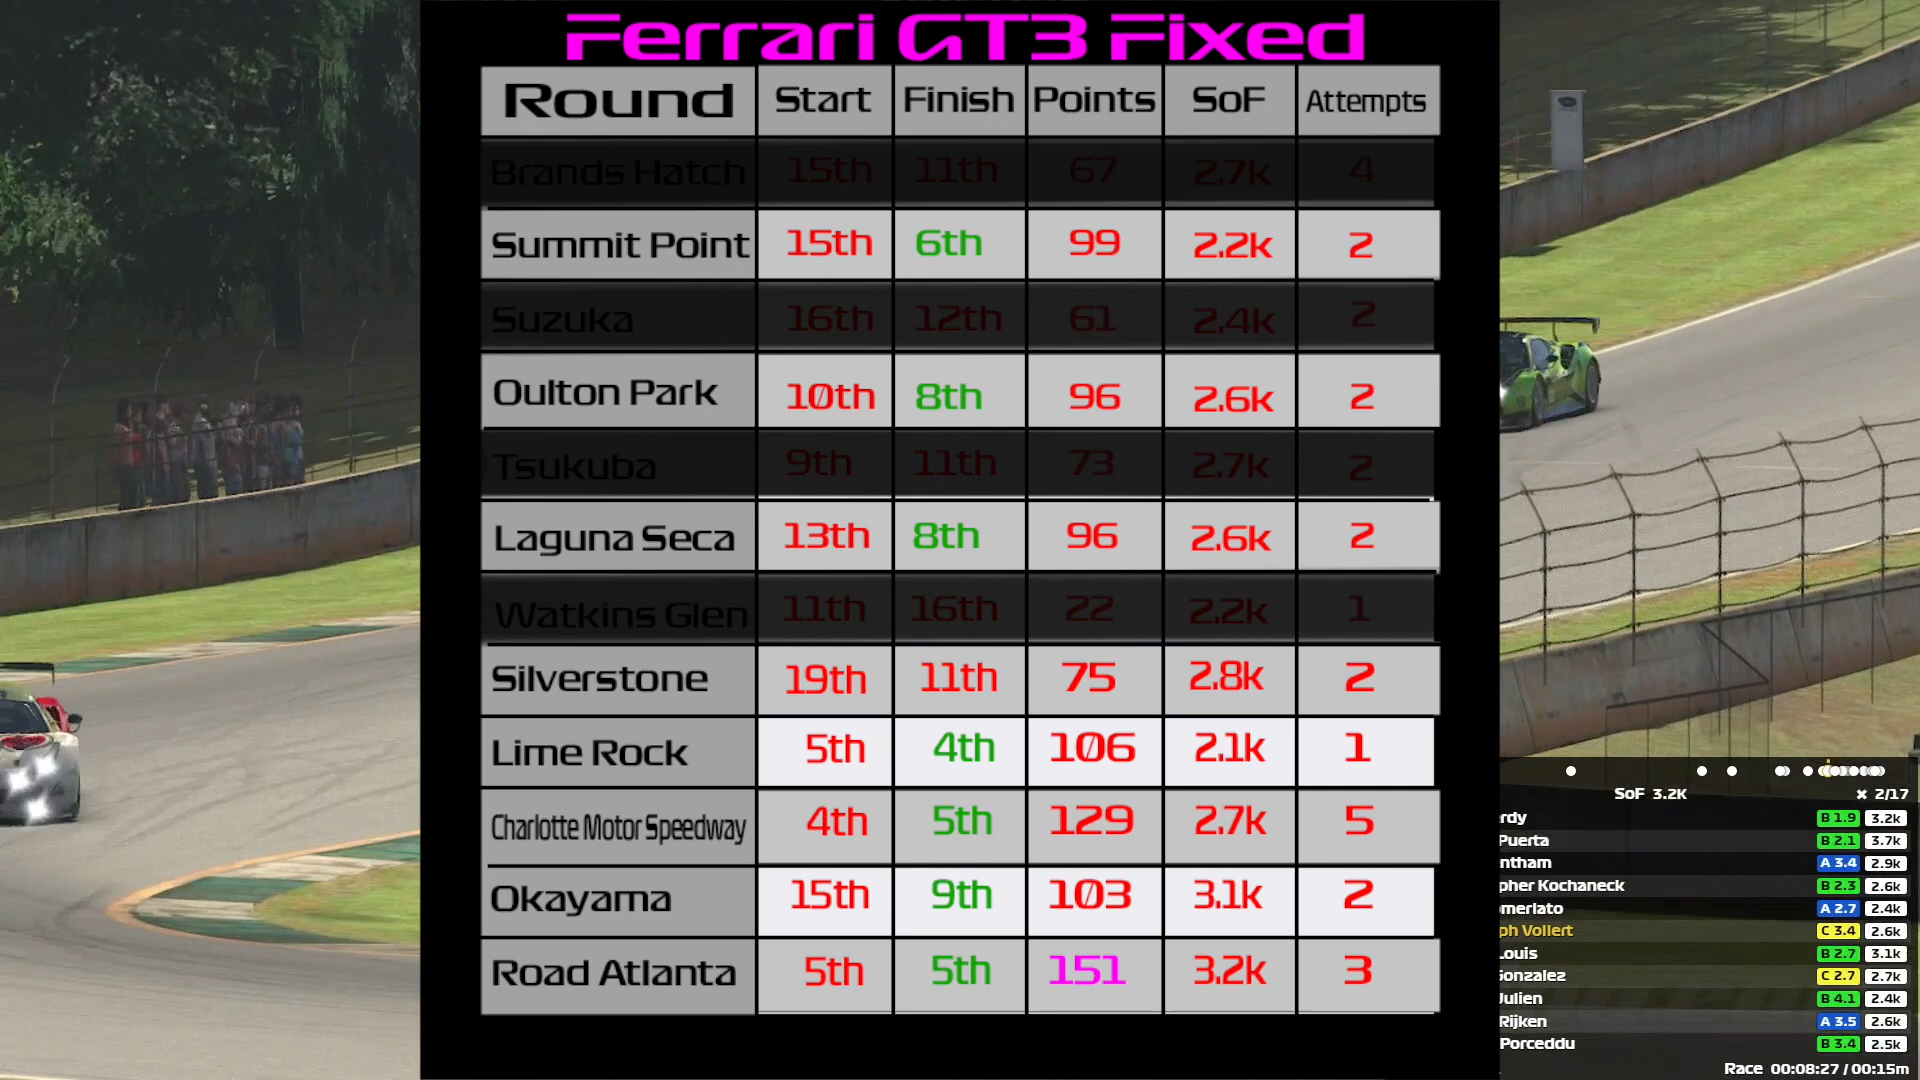 Ferrari GT3 Fixed
Round Start Finish Points SoF Attempts
Brands Hatch 15th 11th 67 2.7k 4
Summit Point 15th 6th 99 2.2k 2
Suzuka 16th 12th 61 2.4k 2
Oulton Park 10th 8th 96 2.6k 2
Tsukuba 9th 11th 73 2.7k 2
Laguna Seca 13th 8th 96 2.6k 2
Watkins Glen 11th 16th 22 2.2k 1
Silverstone 19th 11th 75 2.8k 2
Lime Rock 5th 4th 106 2.1k 1
Charlotte Motor Speedway 4th 5th 129 2.7k 5
Okayama 15th 9th 103 3.1k 2
Road Atlanta 5th 5th 151 3.2k 3
SoF 3.2K 2/17
rdy B 1.9 3.2k
Puerta B 2.1 3.7k
ntham A 3.4 2.9k
pher Kochaneck B 2.3 2.6k
omerlato A 2.7 2.4k
ph Vollert C 3.4 2.6k
Louis B 2.7 3.1k
Gonzalez C 2.7 2.7k
Julien B 4.1 2.4k
Rijken A 3.5 2.6k
Porceddu B 3.4 2.5k
Race 00:08:27 / 00:15m